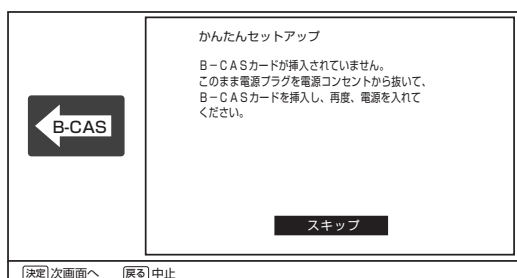 かんたんセットアップ
B－CASカードが挿入されていません。
このまま電源プラグを電源コンセントから抜いて、
B－CASカードを挿入し、再度、電源を入れて
ください。
B-CAS
スキップ
決定 次画面へ 戻る 中止